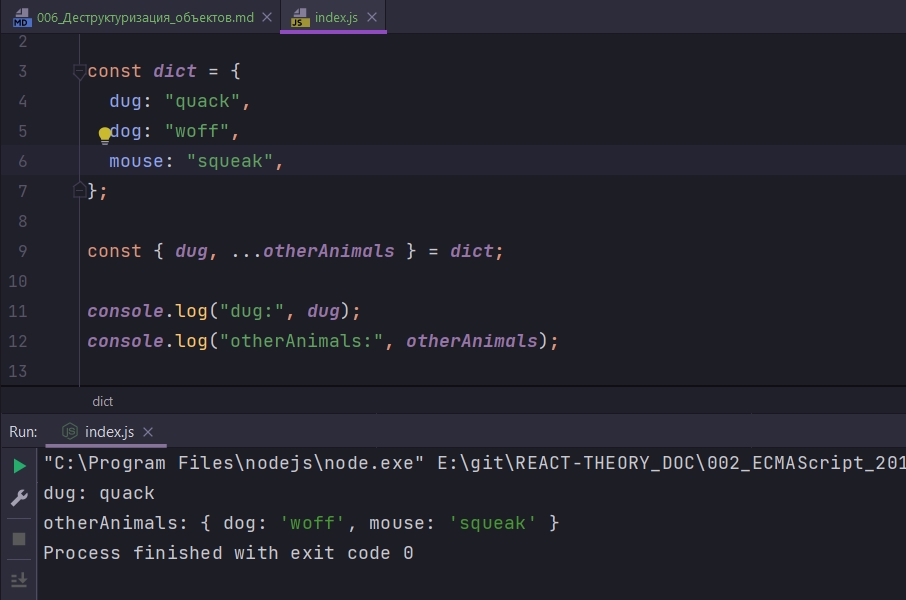 006_Деструктуризация_объектов.md index.js
2
3 const dict = {
4 dug: "quack",
5 dog: "woff",
6 mouse: "squeak",
7 };
8
9 const { dug, ...otherAnimals } = dict;
10
11 console.log("dug:", dug);
12 console.log("otherAnimals:", otherAnimals);
13
dict
Run: index.js
"C:\Program Files\nodejs\node.exe" E:\git\REACT-THEORY_DOC\002_ECMAScript_201
dug: quack
otherAnimals: { dog: 'woff', mouse: 'squeak' }
Process finished with exit code 0